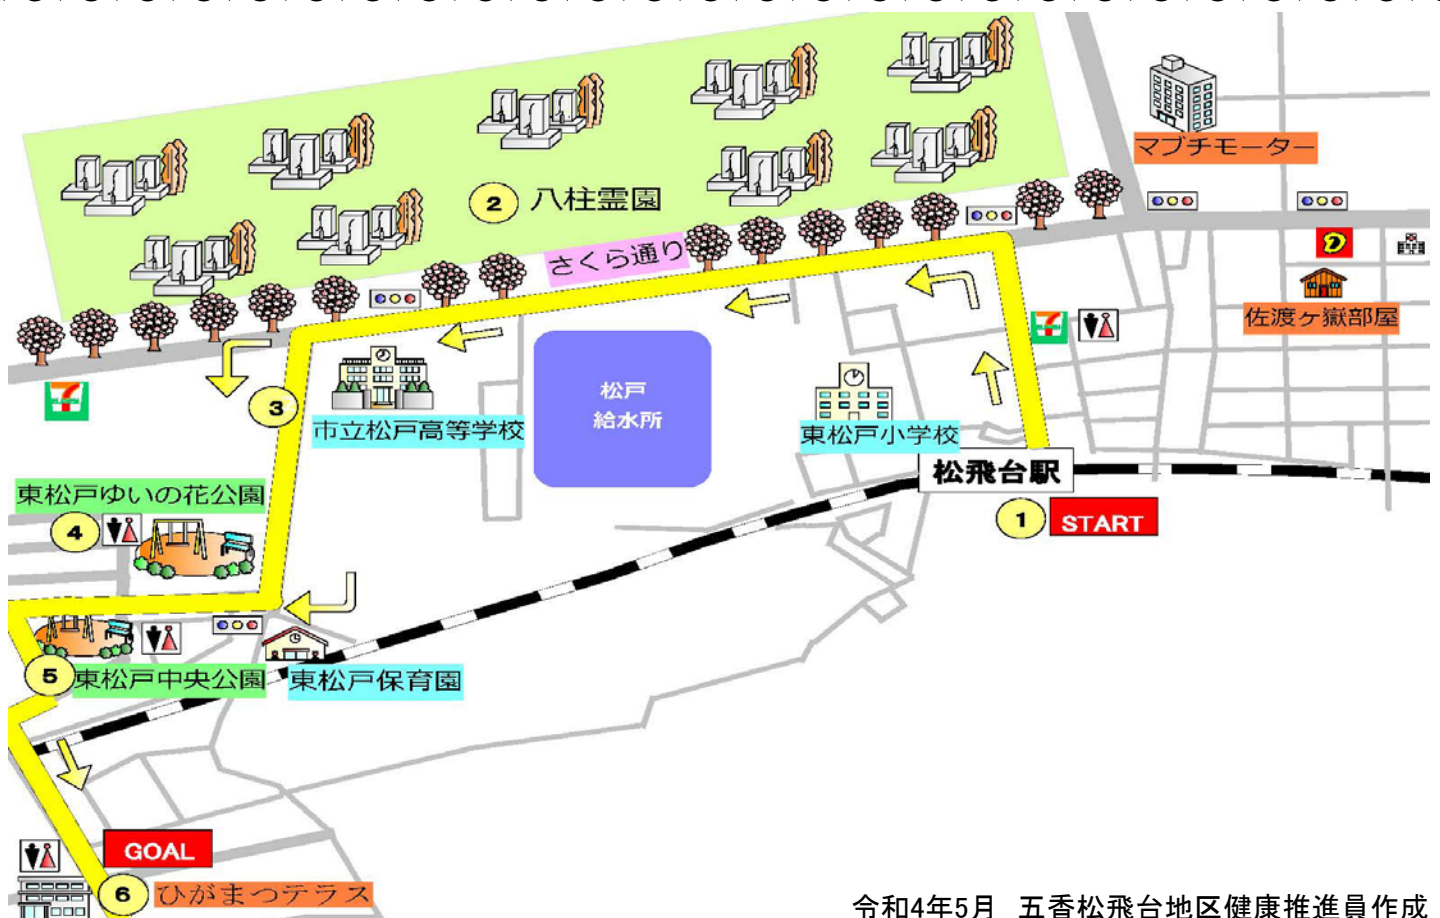 マブチモーター
② 八柱霊園
さくら通り
佐渡ヶ嶽部屋
7
7
松戸
給水所
③
市立松戸高等学校
東松戸小学校
松飛台駅
① START
東松戸ゆいの花公園
④
⑤ 東松戸中央公園
東松戸保育園
GOAL
⑥ ひがまつテラス
令和4年5月 五香松飛台地区健康推進員作成